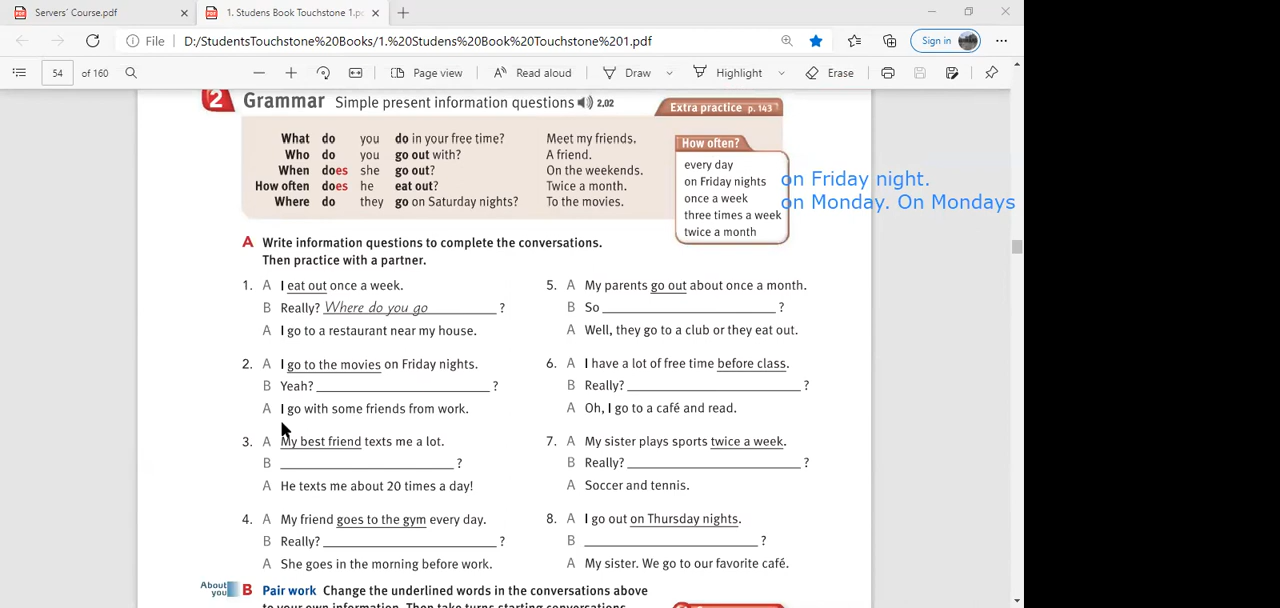 Servers' Course.pdf
1. Studens Book Touchstone 1.p
File D:/StudentsTouchstone%20Books/1.%20Studens%20Book%20Touchstone%201.pdf
Sign in
54 of 160
Page view
Read aloud
Draw
Highlight
Erase
2 Grammar Simple present information questions 2.02
Extra practice p. 143
What do you do in your free time? Meet my friends.
Who do you go out with? A friend.
When does she go out? On the weekends.
How often does he eat out? Twice a month.
Where do they go on Saturday nights? To the movies.
How often?
every day
on Friday nights
once a week
three times a week
twice a month
on Friday night.
on Monday. On Mondays
A Write information questions to complete the conversations.
Then practice with a partner.
1. A I eat out once a week.
B Really? Where do you go ?
A I go to a restaurant near my house.
2. A I go to the movies on Friday nights.
B Yeah? ?
A I go with some friends from work.
3. A My best friend texts me a lot.
B ?
A He texts me about 20 times a day!
4. A My friend goes to the gym every day.
B Really? ?
A She goes in the morning before work.
5. A My parents go out about once a month.
B So ?
A Well, they go to a club or they eat out.
6. A I have a lot of free time before class.
B Really? ?
A Oh, I go to a café and read.
7. A My sister plays sports twice a week.
B Really? ?
A Soccer and tennis.
8. A I go out on Thursday nights.
B ?
A My sister. We go to our favorite café.
About
you
B Pair work Change the underlined words in the conversations above
to your own information. Then take turns starting conversations